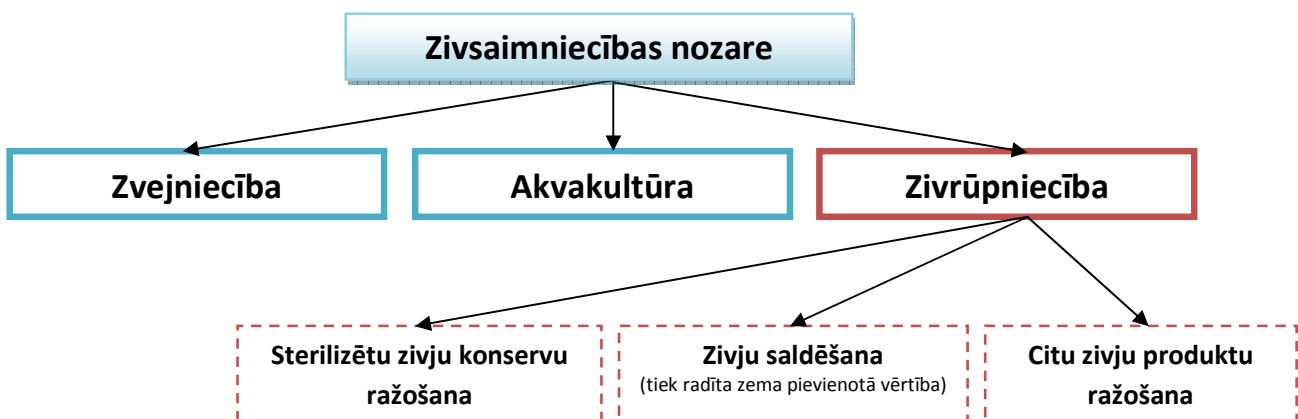 Zivsaimniecības nozare
Zvejniecība
Akvakultūra
Zivrūpniecība
Sterilizētu zivju konservu
ražošana
Zivju saldēšana
(tiek radīta zema pievienotā vērtība)
Citu zivju produktu
ražošana